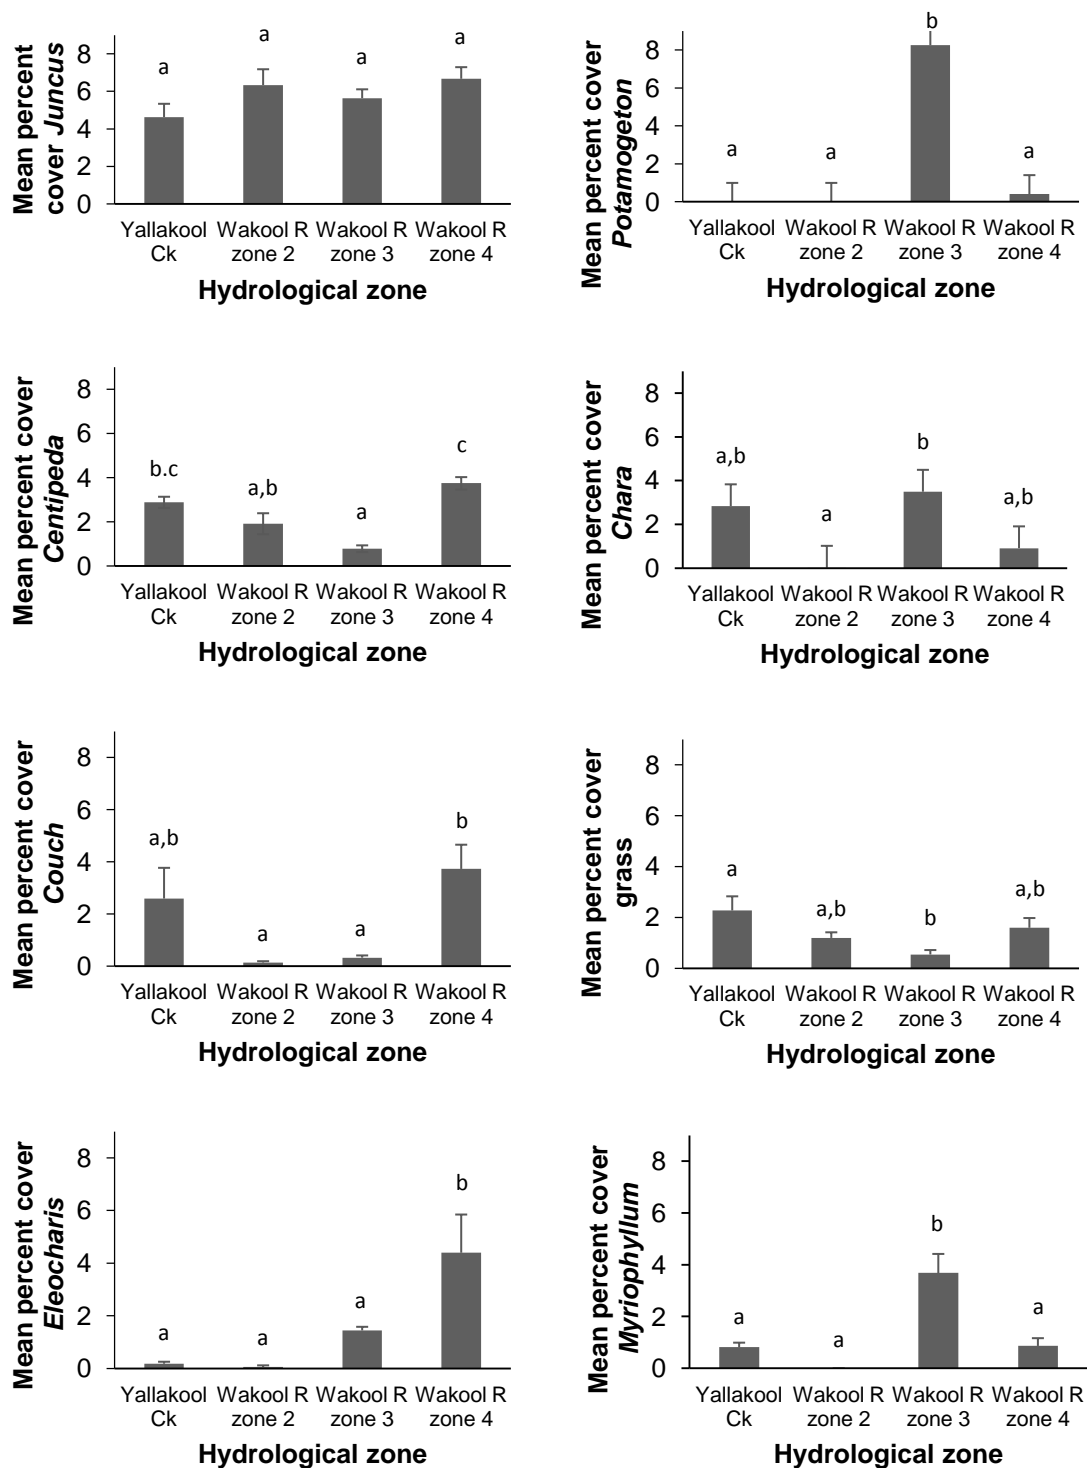 Mean percent
cover Juncus
8
6
4
2
0
a
a
a
a
Yallakool
Ck
Wakool R
zone 2
Wakool R
zone 3
Wakool R
zone 4
Hydrological zone
Mean percent cover
Potamogeton
8
6
4
2
0
a
a
b
a
Yallakool
Ck
Wakool R
zone 2
Wakool R
zone 3
Wakool R
zone 4
Hydrological zone
Mean percent cover
Centipeda
8
6
4
2
0
b.c
a,b
a
c
Yallakool
Ck
Wakool R
zone 2
Wakool R
zone 3
Wakool R
zone 4
Hydrological zone
Mean percent cover
Chara
8
6
4
2
0
a,b
a
b
a,b
Yallakool
Ck
Wakool R
zone 2
Wakool R
zone 3
Wakool R
zone 4
Hydrological zone
Mean percent cover
Couch
8
6
4
2
0
a,b
a
a
b
Yallakool
Ck
Wakool R
zone 2
Wakool R
zone 3
Wakool R
zone 4
Hydrological zone
Mean percent cover
grass
8
6
4
2
0
a
a,b
b
a,b
Yallakool
Ck
Wakool R
zone 2
Wakool R
zone 3
Wakool R
zone 4
Hydrological zone
Mean percent cover
Eleocharis
8
6
4
2
0
a
a
a
b
Yallakool
Ck
Wakool R
zone 2
Wakool R
zone 3
Wakool R
zone 4
Hydrological zone
Mean percent cover
Myriophyllum
8
6
4
2
0
a
a
b
a
Yallakool
Ck
Wakool R
zone 2
Wakool R
zone 3
Wakool R
zone 4
Hydrological zone